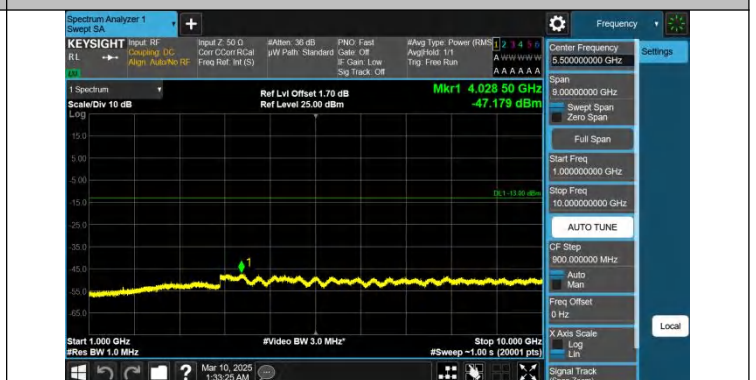 Spectrum Analyzer 1
Swept SA
Frequency
KEYSIGHT Input: RF Input Z: 50 Ω #Atten: 36 dB PNO: Fast #Avg Type: Power (RMS) 1 2 3 4 5 6
RL Coupling: DC Corr CCorr RCal µW Path: Standard Gate: Off Avg|Hold: 1/1 A W W W W W
Align: Auto/No RF Freq Ref: Int (S) IF Gain: Low Trig: Free Run
Sig Track: Off A A A A A A
1 Spectrum
Ref Lvl Offset 1.70 dB
Mkr1 4.028 50 GHz
Scale/Div 10 dB
Ref Level 25.00 dBm
-47.179 dBm
Log
15.0
5.00
-5.00
-15.0
DL1 -13.00 dBm
-25.0
-35.0
-45.0
1
-55.0
-65.0
Start 1.000 GHz
#Video BW 3.0 MHz*
Stop 10.000 GHz
#Res BW 1.0 MHz
#Sweep ~1.00 s (20001 pts)
Mar 10, 2025
1:33:25 AM
Center Frequency
5.500000000 GHz
Settings
Span
9.00000000 GHz
Swept Span
Zero Span
Full Span
Start Freq
1.000000000 GHz
Stop Freq
10.000000000 GHz
AUTO TUNE
CF Step
900.000000 MHz
Auto
Man
Freq Offset
0 Hz
X Axis Scale
Log
Lin
Local
Signal Track